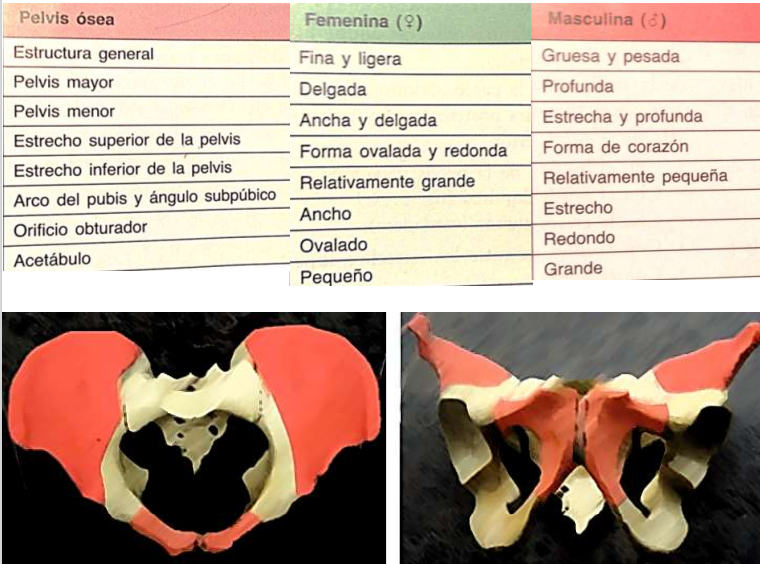 Pelvis ósea Femenina (♀) Masculina (♂)
Estructura general Fina y ligera Gruesa y pesada
Pelvis mayor Delgada Profunda
Pelvis menor Ancha y delgada Estrecha y profunda
Estrecho superior de la pelvis Forma ovalada y redonda Forma de corazón
Estrecho inferior de la pelvis Relativamente grande Relativamente pequeña
Arco del pubis y ángulo subpúbico Ancho Estrecho
Orificio obturador Ovalado Redondo
Acetábulo Pequeño Grande